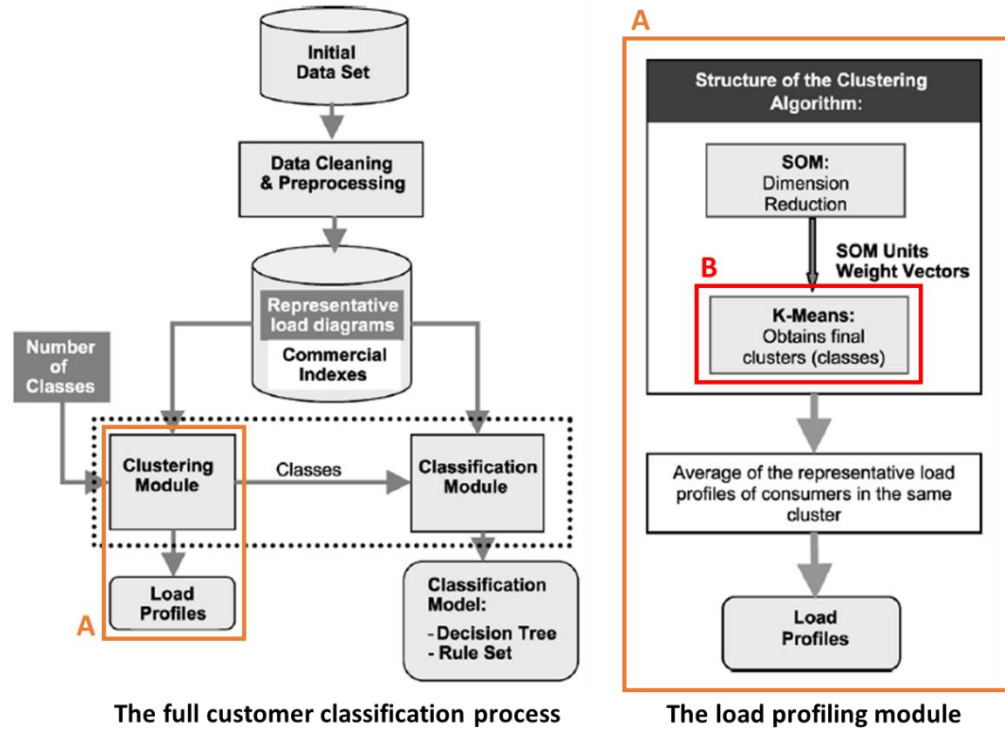 Initial
Data Set
Data Cleaning
& Preprocessing
Representative
load diagrams
Commercial
Indexes
Number
of
Classes
Clustering
Module
Classes
Classification
Module
A
Load
Profiles
Classification
Model:
- Decision Tree
- Rule Set
The full customer classification process
A
Structure of the Clustering
Algorithm:
SOM:
Dimension
Reduction
SOM Units
Weight Vectors
B
K-Means:
Obtains final
clusters (classes)
Average of the representative load
profiles of consumers in the same
cluster
Load
Profiles
The load profiling module